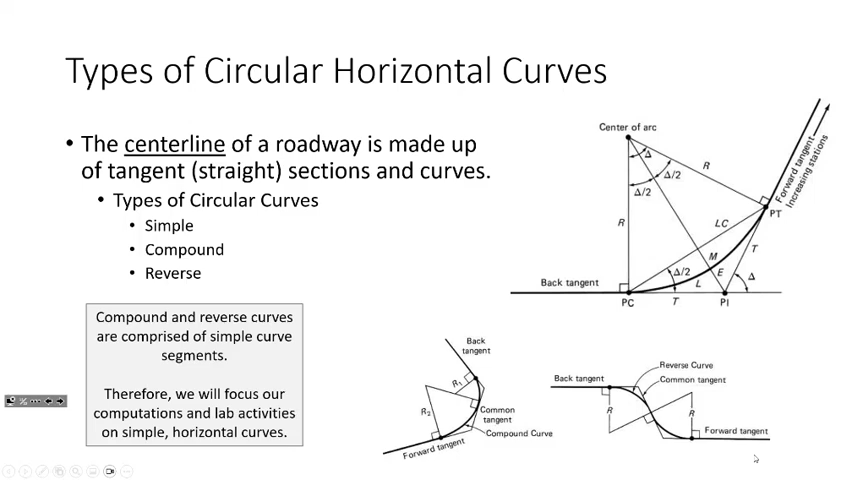 Types of Circular Horizontal Curves
• The centerline of a roadway is made up
of tangent (straight) sections and curves.
• Types of Circular Curves
• Simple
• Compound
• Reverse
Compound and reverse curves
are comprised of simple curve
segments.
Therefore, we will focus our
computations and lab activities
on simple, horizontal curves.
Center of arc
Δ
R
Δ/2
Δ/2
Forward tangent
Increasing stations
PT
R
LC
M
T
Δ/2
E
Δ
L
Back tangent
PC
T
PI
Back
tangent
R₁
R₂
Common
tangent
Compound Curve
Forward tangent
Reverse Curve
Back tangent
Common tangent
R
R
Forward tangent